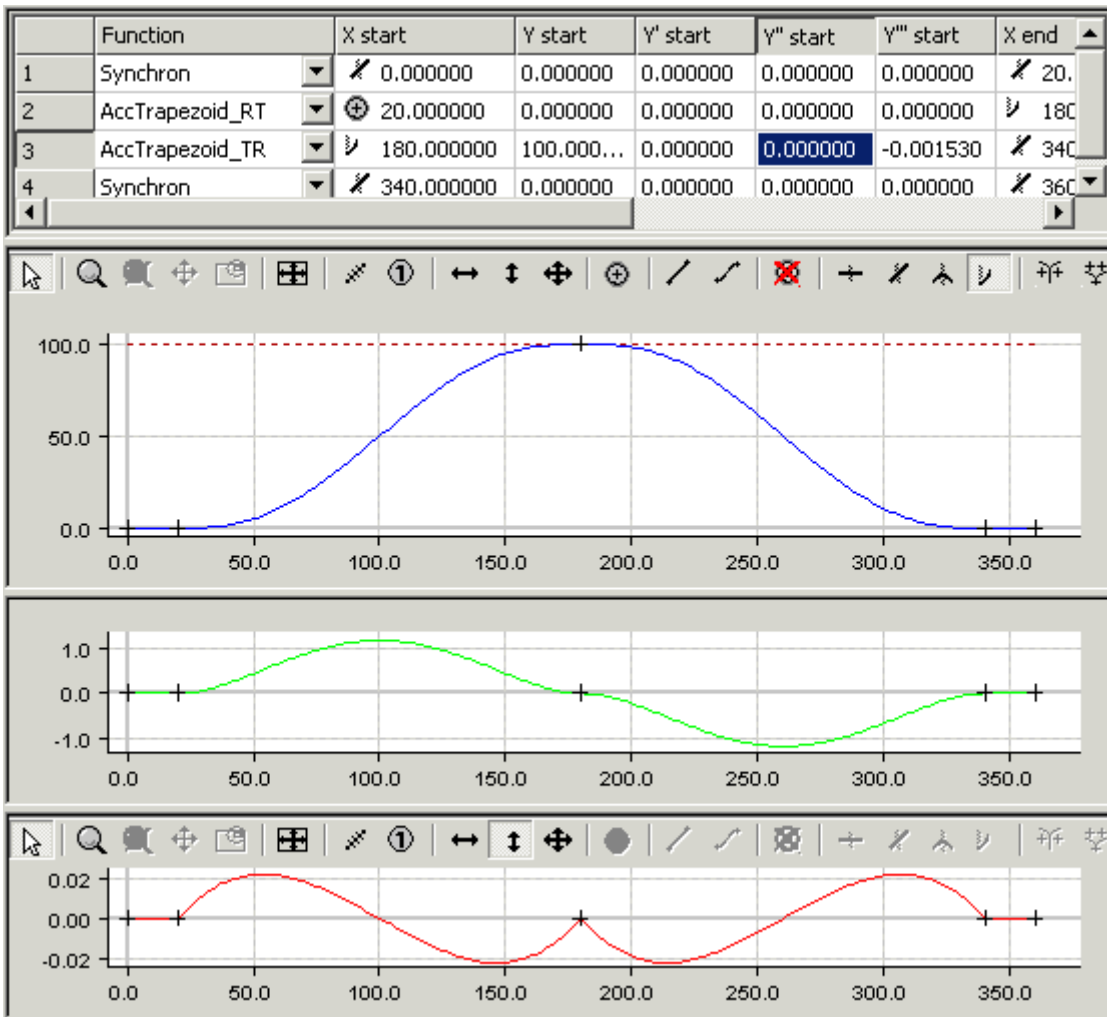 Function X start Y start Y' start Y" start Y''' start X end
1 Synchron 0.000000 0.000000 0.000000 0.000000 0.000000 20.
2 AccTrapezoid_RT 20.000000 0.000000 0.000000 0.000000 0.000000 180
3 AccTrapezoid_TR 180.000000 100.000... 0.000000 0.000000 -0.001530 340
4 Synchron 340.000000 0.000000 0.000000 0.000000 0.000000 360
1
100.0
50.0
0.0
0.0 50.0 100.0 150.0 200.0 250.0 300.0 350.0
1.0
0.0
-1.0
0.0 50.0 100.0 150.0 200.0 250.0 300.0 350.0
1
0.02
0.00
-0.02
0.0 50.0 100.0 150.0 200.0 250.0 300.0 350.0